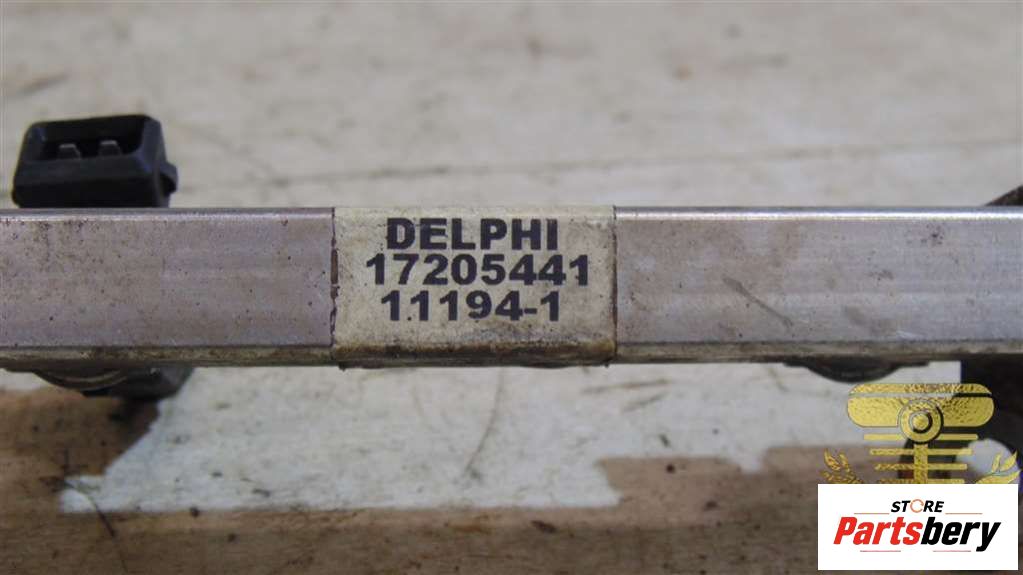 DELPHI
17205441
11194-1
STORE
Partsbery